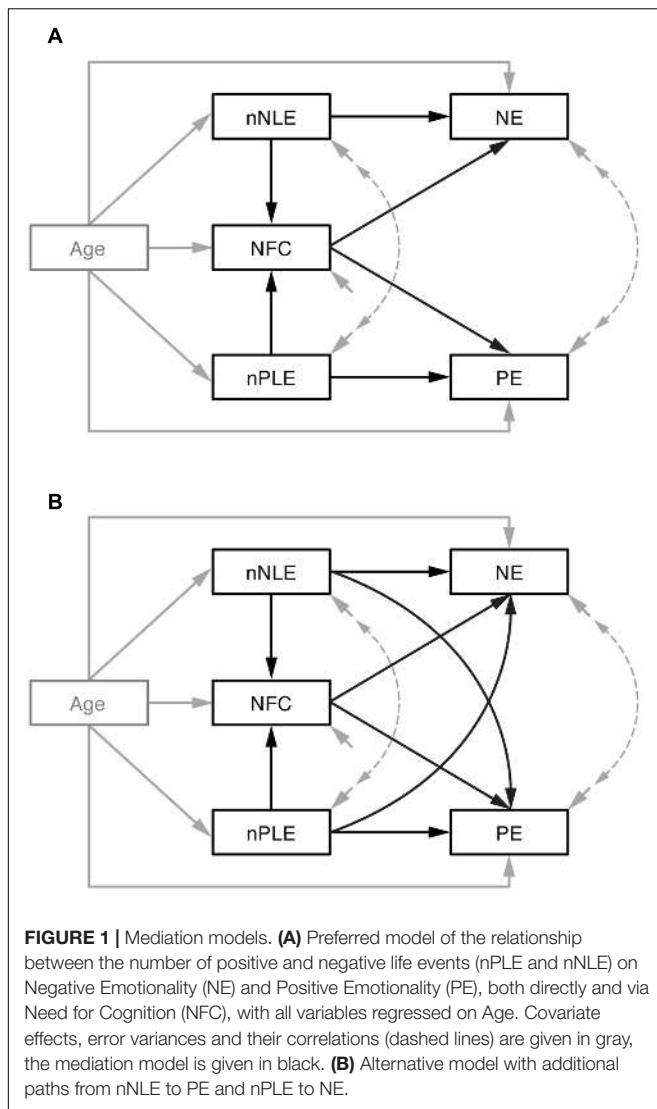 A
nNLE
NE
Age
NFC
nPLE
PE
B
nNLE
NE
Age
NFC
nPLE
PE
FIGURE 1 | Mediation models. (A) Preferred model of the relationship
between the number of positive and negative life events (nPLE and nNLE) on
Negative Emotionality (NE) and Positive Emotionality (PE), both directly and via
Need for Cognition (NFC), with all variables regressed on Age. Covariate
effects, error variances and their correlations (dashed lines) are given in gray,
the mediation model is given in black. (B) Alternative model with additional
paths from nNLE to PE and nPLE to NE.